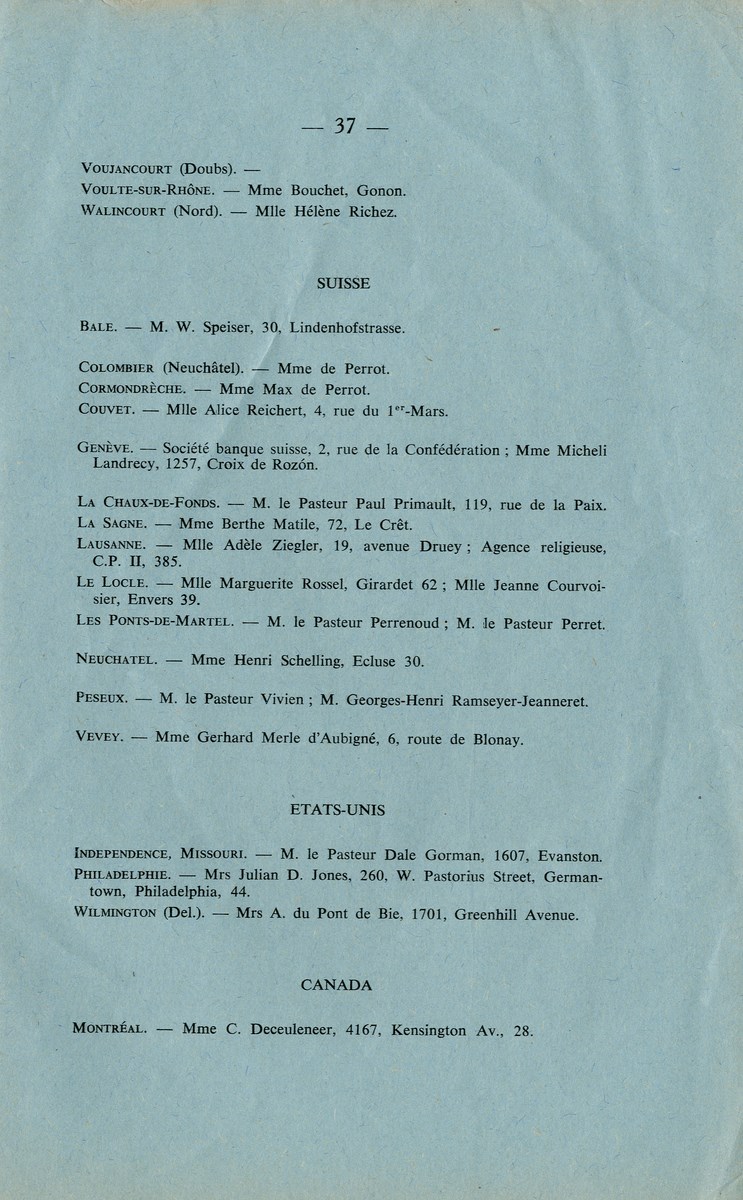 — 37 —
VOUJANCOURT (Doubs). —
VOULTE-SUR-RHÔNE. — Mme Bouchet, Gonon.
WALINCOURT (Nord). — Mlle Hélène Richez.
SUISSE
BALE. — M. W. Speiser, 30, Lindenhofstrasse.
COLOMBIER (Neuchâtel). — Mme de Perrot.
CORMONDRÈCHE. — Mme Max de Perrot.
COUVET. — Mlle Alice Reichert, 4, rue du 1er-Mars.
GENÈVE. — Société banque suisse, 2, rue de la Confédération ; Mme Micheli
Landrecy, 1257, Croix de Rozón.
LA CHAUX-DE-FONDS. — M. le Pasteur Paul Primault, 119, rue de la Paix.
LA SAGNE. — Mme Berthe Matile, 72, Le Crêt.
LAUSANNE. — Mlle Adèle Ziegler, 19, avenue Druey ; Agence religieuse,
C.P. II, 385.
LE LOCLE. — Mlle Marguerite Rossel, Girardet 62 ; Mlle Jeanne Courvoi-
sier, Envers 39.
LES PONTS-DE-MARTEL. — M. le Pasteur Perrenoud ; M. le Pasteur Perret.
NEUCHATEL. — Mme Henri Schelling, Ecluse 30.
PESEUX. — M. le Pasteur Vivien ; M. Georges-Henri Ramseyer-Jeanneret.
VEVEY. — Mme Gerhard Merle d'Aubigné, 6, route de Blonay.
ETATS-UNIS
INDEPENDENCE, MISSOURI. — M. le Pasteur Dale Gorman, 1607, Evanston.
PHILADELPHIE. — Mrs Julian D. Jones, 260, W. Pastorius Street, German-
town, Philadelphia, 44.
WILMINGTON (Del.). — Mrs A. du Pont de Bie, 1701, Greenhill Avenue.
CANADA
MONTRÉAL. — Mme C. Deceuleneer, 4167, Kensington Av., 28.